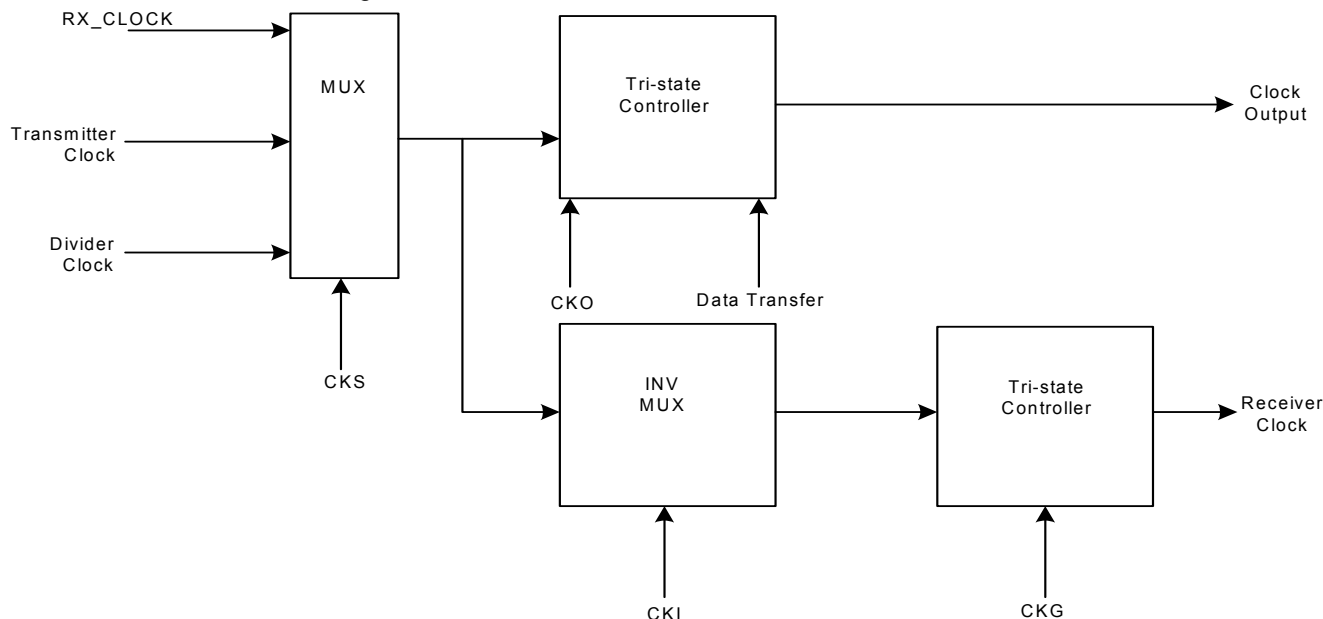 RX_CLOCK
MUX
Tri-state
Controller
Clock
Output
Transmitter
Clock
Divider
Clock
CKO
Data Transfer
CKS
INV
MUX
Tri-state
Controller
Receiver
Clock
CKI
CKG